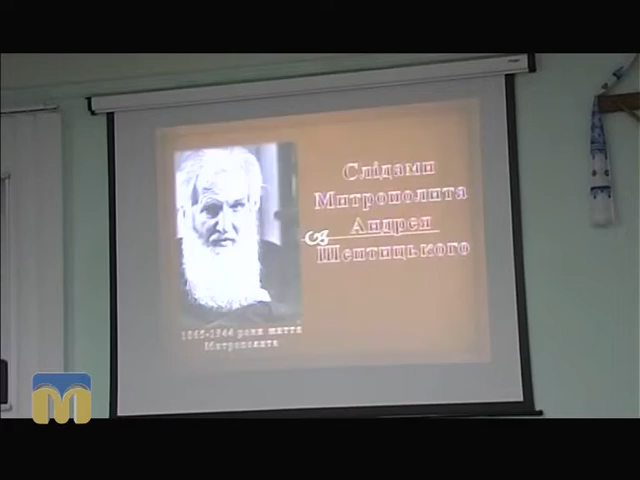 Слідами
Митрополита
Андрея
Шептицького
1865-1944 роки життя
Митрополита
M